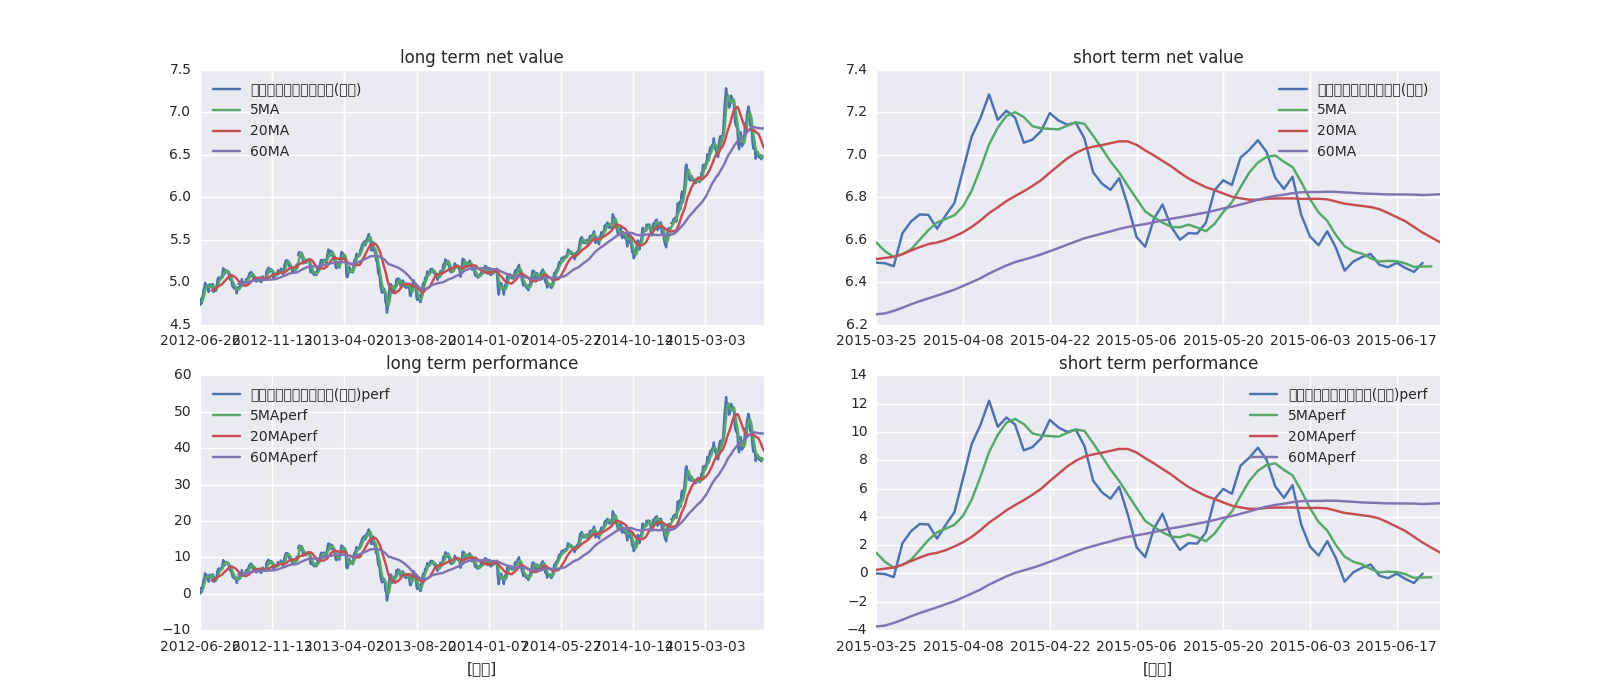 long term net value
7.5
7.0
6.5
6.0
5.5
5.0
4.5
(
)
5MA
20MA
60MA
2012-06-26 2012-11-13 2013-04-02 2013-08-20 2014-01-07 2014-05-27 2014-10-14 2015-03-03
short term net value
7.4
7.2
7.0
6.8
6.6
6.4
6.2
(
)
5MA
20MA
60MA
2015-03-25 2015-04-08 2015-04-22 2015-05-06 2015-05-20 2015-06-03 2015-06-17
long term performance
60
50
40
30
20
10
0
−10
( )perf
5MAperf
20MAperf
60MAperf
2012-06-26 2012-11-13 2013-04-02 2013-08-20 2014-01-07 2014-05-27 2014-10-14 2015-03-03
[ ]
short term performance
14
12
10
8
6
4
2
0
−2
−4
( )perf
5MAperf
20MAperf
60MAperf
2015-03-25 2015-04-08 2015-04-22 2015-05-06 2015-05-20 2015-06-03 2015-06-17
[ ]